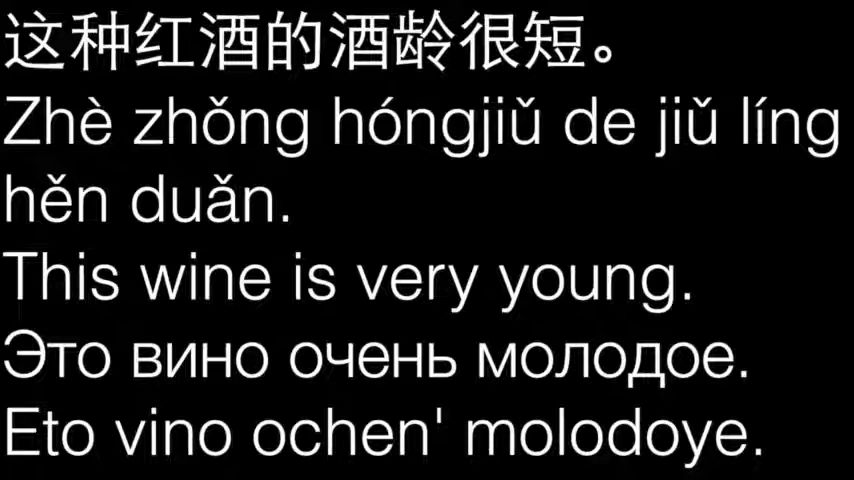 这种红酒的酒龄很短。
Zhè zhǒng hóngjiǔ de jiǔ líng
hěn duǎn.
This wine is very young.
Это вино очень молодое.
Eto vino ochen' molodoye.